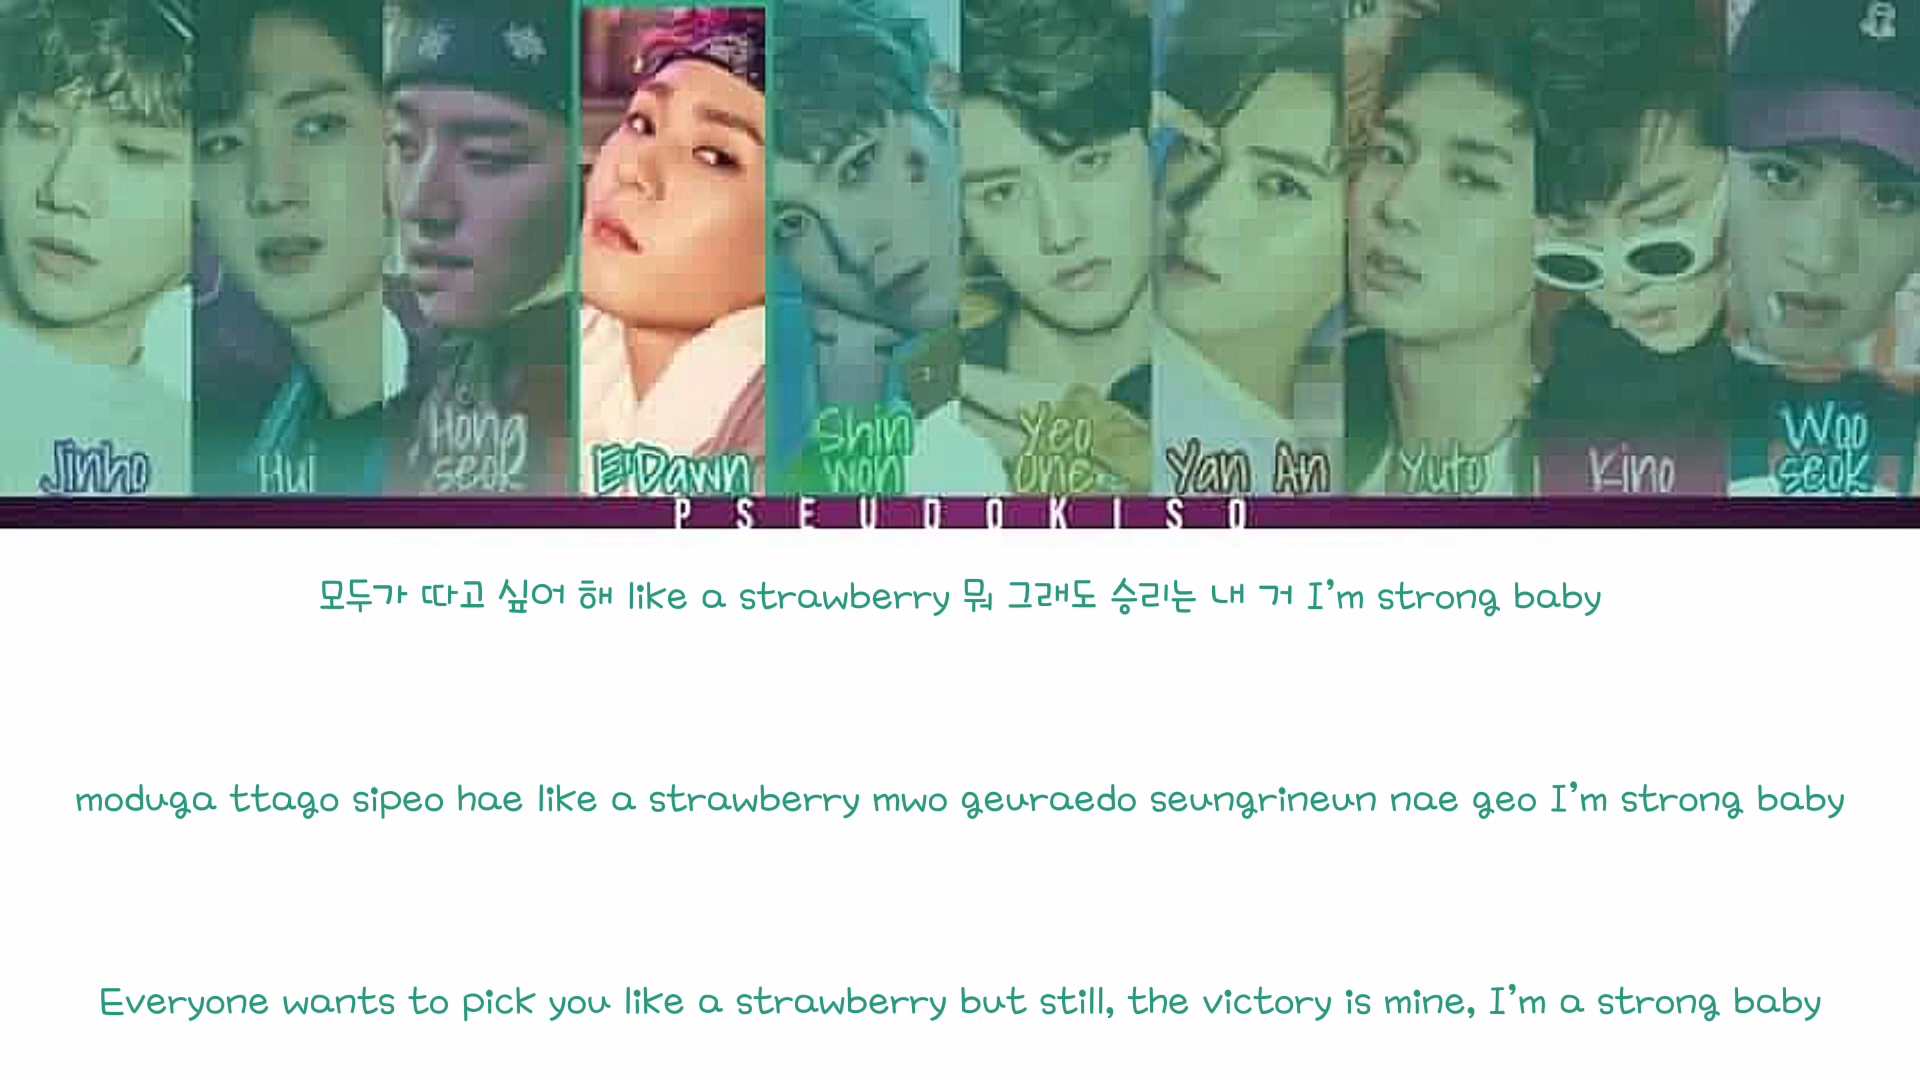 Jinho
Hui
Hong
seok
E'Dawn
Shin
won
Yeo
one
Yan An
Yuto
Kino
Woo
seok
PSEUDOKISO
모두가 따고 싶어 해 like a strawberry 뭐 그래도 승리는 내 거 I'm strong baby
moduga ttago sipeo hae like a strawberry mwo geuraedo seungrineun nae geo I'm strong baby
Everyone wants to pick you like a strawberry but still, the victory is mine, I'm a strong baby